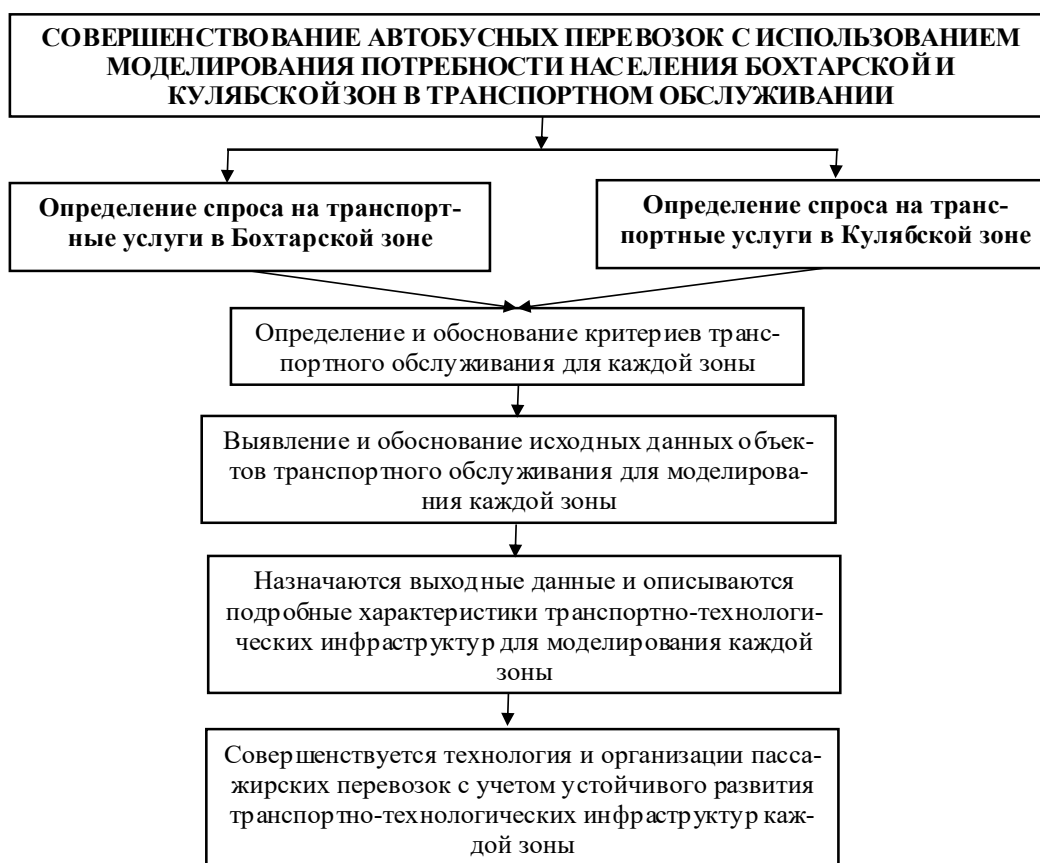 СОВЕРШЕНСТВОВАНИЕ АВТОБУСНЫХ ПЕРЕВОЗОК С ИСПОЛЬЗОВАНИЕМ
МОДЕЛИРОВАНИЯ ПОТРЕБНОСТИ НАСЕЛЕНИЯ БОХТАРСКОЙ И
КУЛЯБСКОЙ ЗОН В ТРАНСПОРТНОМ ОБСЛУЖИВАНИИ
Определение спроса на транспорт-
ные услуги в Бохтарской зоне
Определение спроса на транс-
портные услуги в Кулябской зоне
Определение и обоснование критериев транс-
портного обслуживания для каждой зоны
Выявление и обоснование исходных данных объек-
тов транспортного обслуживания для моделирова-
ния каждой зоны
Назначаются выходные данные и описываются
подробные характеристики транспортно-технологи-
ческих инфраструктур для моделирования каждой
зоны
Совершенствуется технология и организации пасса-
жирских перевозок с учетом устойчивого развития
транспортно-технологических инфраструктур каж-
дой зоны